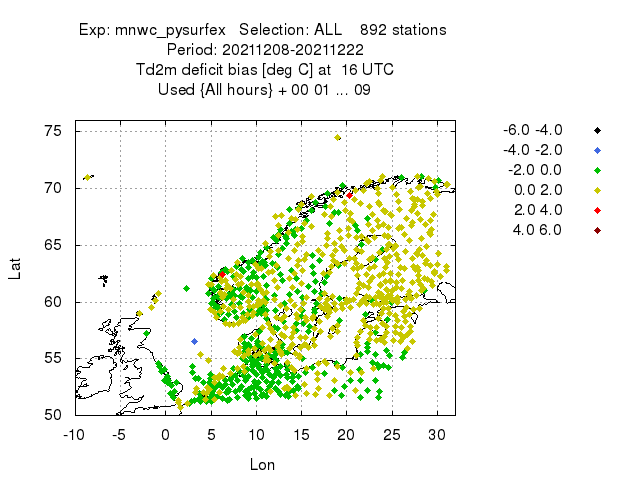 Exp: mnwc_pysurfex   Selection: ALL    892 stations
Period: 20211208-20211222
Td2m deficit bias [deg C] at  16 UTC
Used {All hours} + 00 01 ... 09
-6.0 -4.0
-4.0 -2.0
-2.0 0.0
0.0 2.0
2.0 4.0
4.0 6.0
75
70
65
60
55
50
Lat
-10 -5 0 5 10 15 20 25 30
Lon